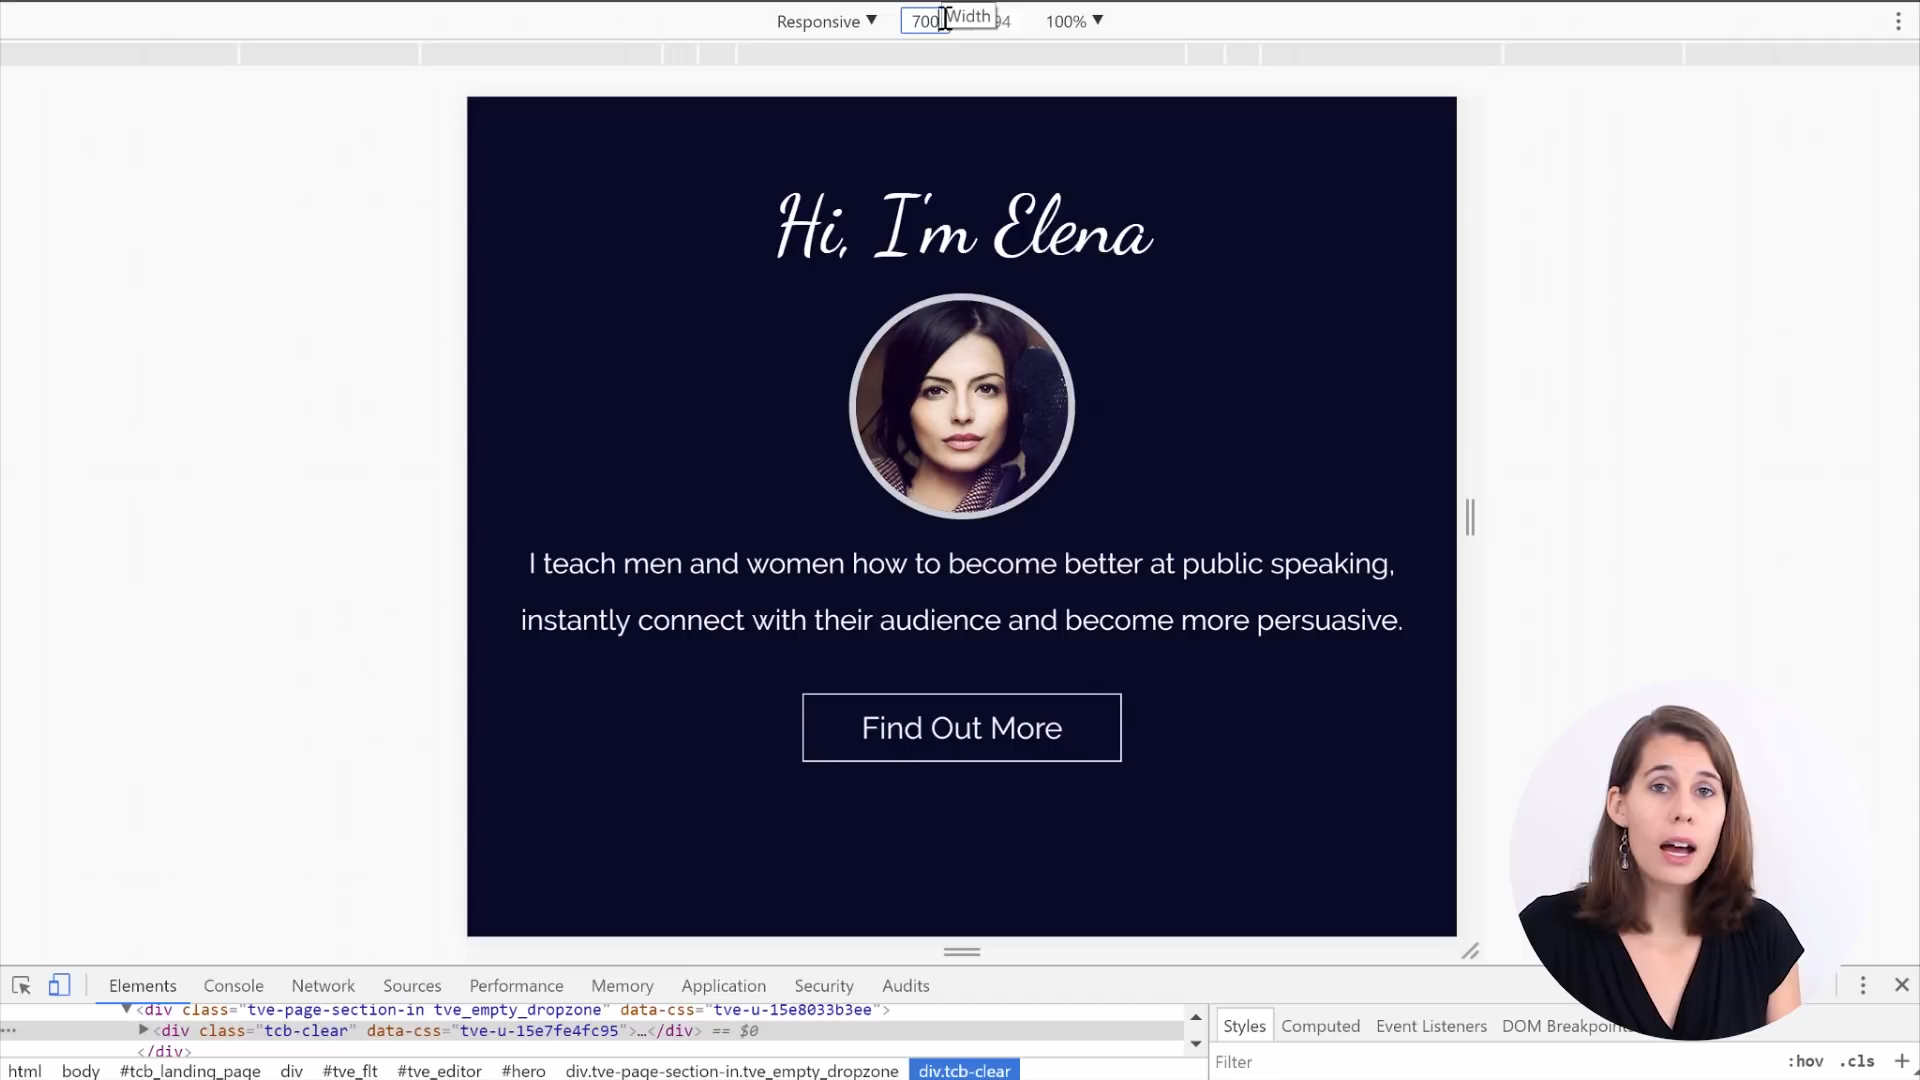 Responsive ▼ 700 Width 94 100% ▼
Hi, I'm Elena
I teach men and women how to become better at public speaking,
instantly connect with their audience and become more persuasive.
Find Out More
Elements Console Network Sources Performance Memory Application Security Audits
▼<div class="tve-page-section-in tve_empty_dropzone" data-css="tve-u-15e8033b3ee">
...▶<div class="tcb-clear" data-css="tve-u-15e7fe4fc95">…</div> == $0
</div>
html body #tcb_landing_page div #tve_flt #tve_editor #hero div.tve-page-section-in.tve_empty_dropzone div.tcb-clear
Styles Computed Event Listeners DOM Breakpoints
Filter :hov .cls +